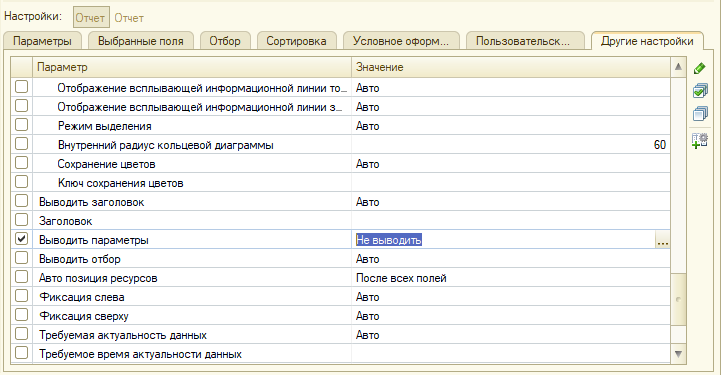 Настройки: Отчет Отчет
Параметры Выбранные поля Отбор Сортировка Условное оформ... Пользовательск... Другие настройки
Параметр Значение
Отображение всплывающей информационной линии то... Авто
Отображение всплывающей информационной линии з... Авто
Режим выделения Авто
Внутренний радиус кольцевой диаграммы 60
Сохранение цветов Авто
Ключ сохранения цветов
Выводить заголовок Авто
Заголовок
Выводить параметры Не выводить ...
Выводить отбор Авто
Авто позиция ресурсов После всех полей
Фиксация слева Авто
Фиксация сверху Авто
Требуемая актуальность данных Авто
Требуемое время актуальности данных